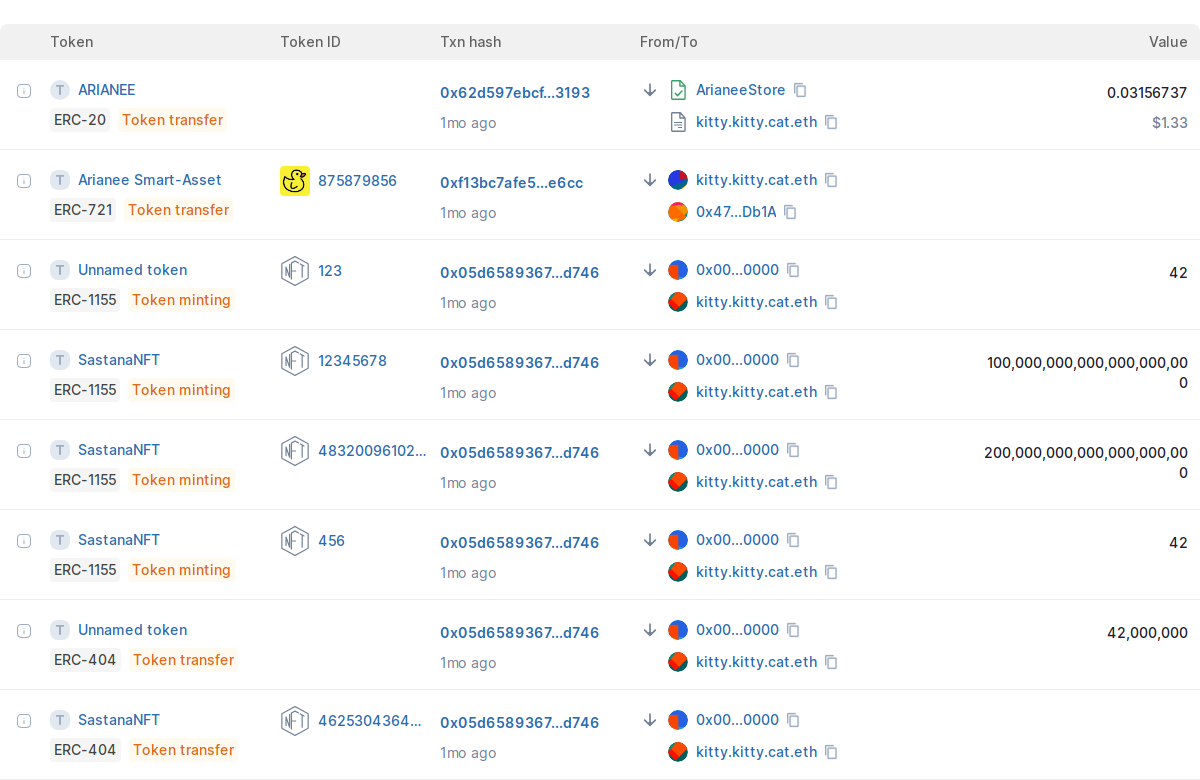 Token Token ID Txn hash From/To Value
T ARIANEE 0x62d597ebcf...3193 ArianeeStore 0.03156737
ERC-20 Token transfer 1mo ago kitty.kitty.cat.eth $1.33
T Arianee Smart-Asset 875879856 0xf13bc7afe5...e6cc kitty.kitty.cat.eth
ERC-721 Token transfer 1mo ago 0x47...Db1A
T Unnamed token NFT 123 0x05d6589367...d746 0x00...0000 42
ERC-1155 Token minting 1mo ago kitty.kitty.cat.eth
T SastanaNFT NFT 12345678 0x05d6589367...d746 0x00...0000 100,000,000,000,000,000,00
0
ERC-1155 Token minting 1mo ago kitty.kitty.cat.eth
T SastanaNFT NFT 48320096102... 0x05d6589367...d746 0x00...0000 200,000,000,000,000,000,00
0
ERC-1155 Token minting 1mo ago kitty.kitty.cat.eth
T SastanaNFT NFT 456 0x05d6589367...d746 0x00...0000 42
ERC-1155 Token minting 1mo ago kitty.kitty.cat.eth
T Unnamed token 0x05d6589367...d746 0x00...0000 42,000,000
ERC-404 Token transfer 1mo ago kitty.kitty.cat.eth
T SastanaNFT NFT 4625304364... 0x05d6589367...d746 0x00...0000
ERC-404 Token transfer 1mo ago kitty.kitty.cat.eth